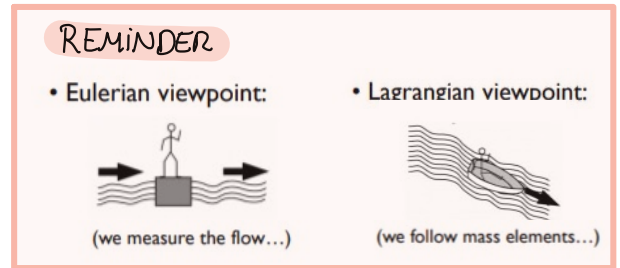 REMINDER
• Eulerian viewpoint:
• Lagrangian viewpoint:
(we measure the flow...)
(we follow mass elements...)